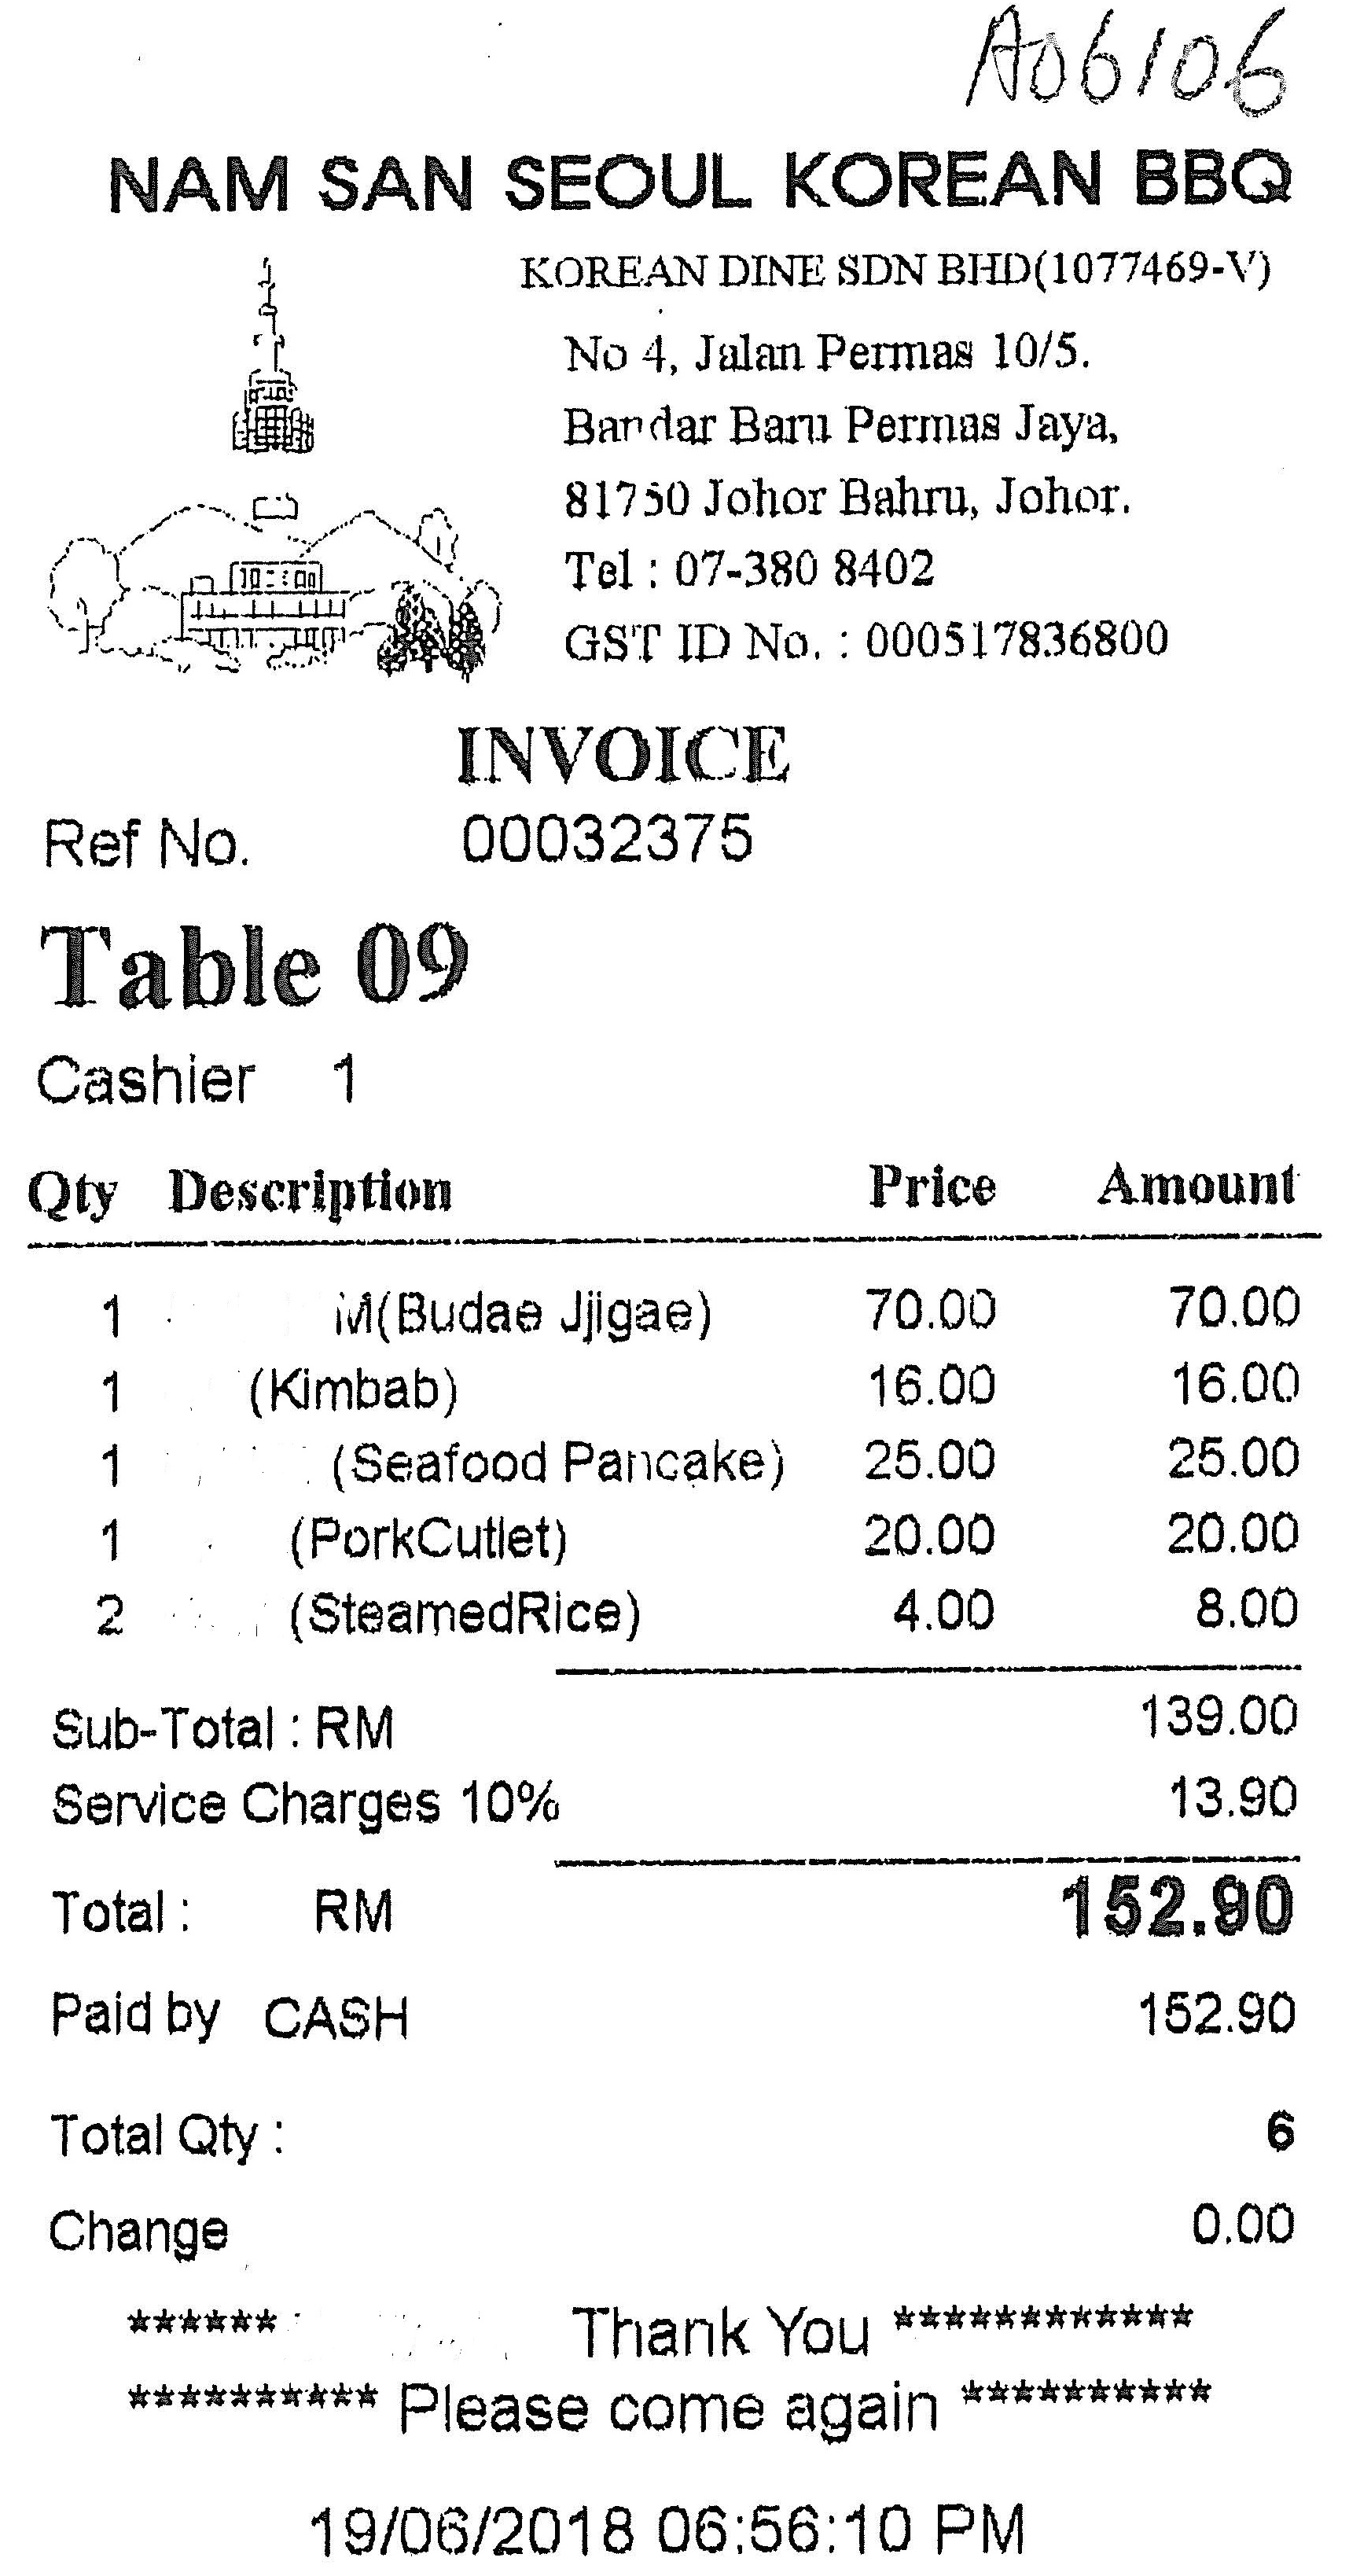 A06106
NAM SAN SEOUL KOREAN BBQ
KOREAN DINE SDN BHD(1077469-V)
No 4, Jalan Permas 10/5.
Bandar Baru Permas Jaya,
81750 Johor Bahru, Johor.
Tel : 07-380 8402
GST ID No. : 000517836800
INVOICE
Ref No. 00032375
Table 09
Cashier 1
Qty Description Price Amount
1 M(Budae Jjigae) 70.00 70.00
1 (Kimbab) 16.00 16.00
1 (Seafood Pancake) 25.00 25.00
1 (PorkCutlet) 20.00 20.00
2 (SteamedRice) 4.00 8.00
Sub-Total : RM 139.00
Service Charges 10% 13.90
Total : RM 152.90
Paid by CASH 152.90
Total Qty : 6
Change 0.00
****** Thank You ************
********** Please come again **********
19/06/2018 06:56:10 PM